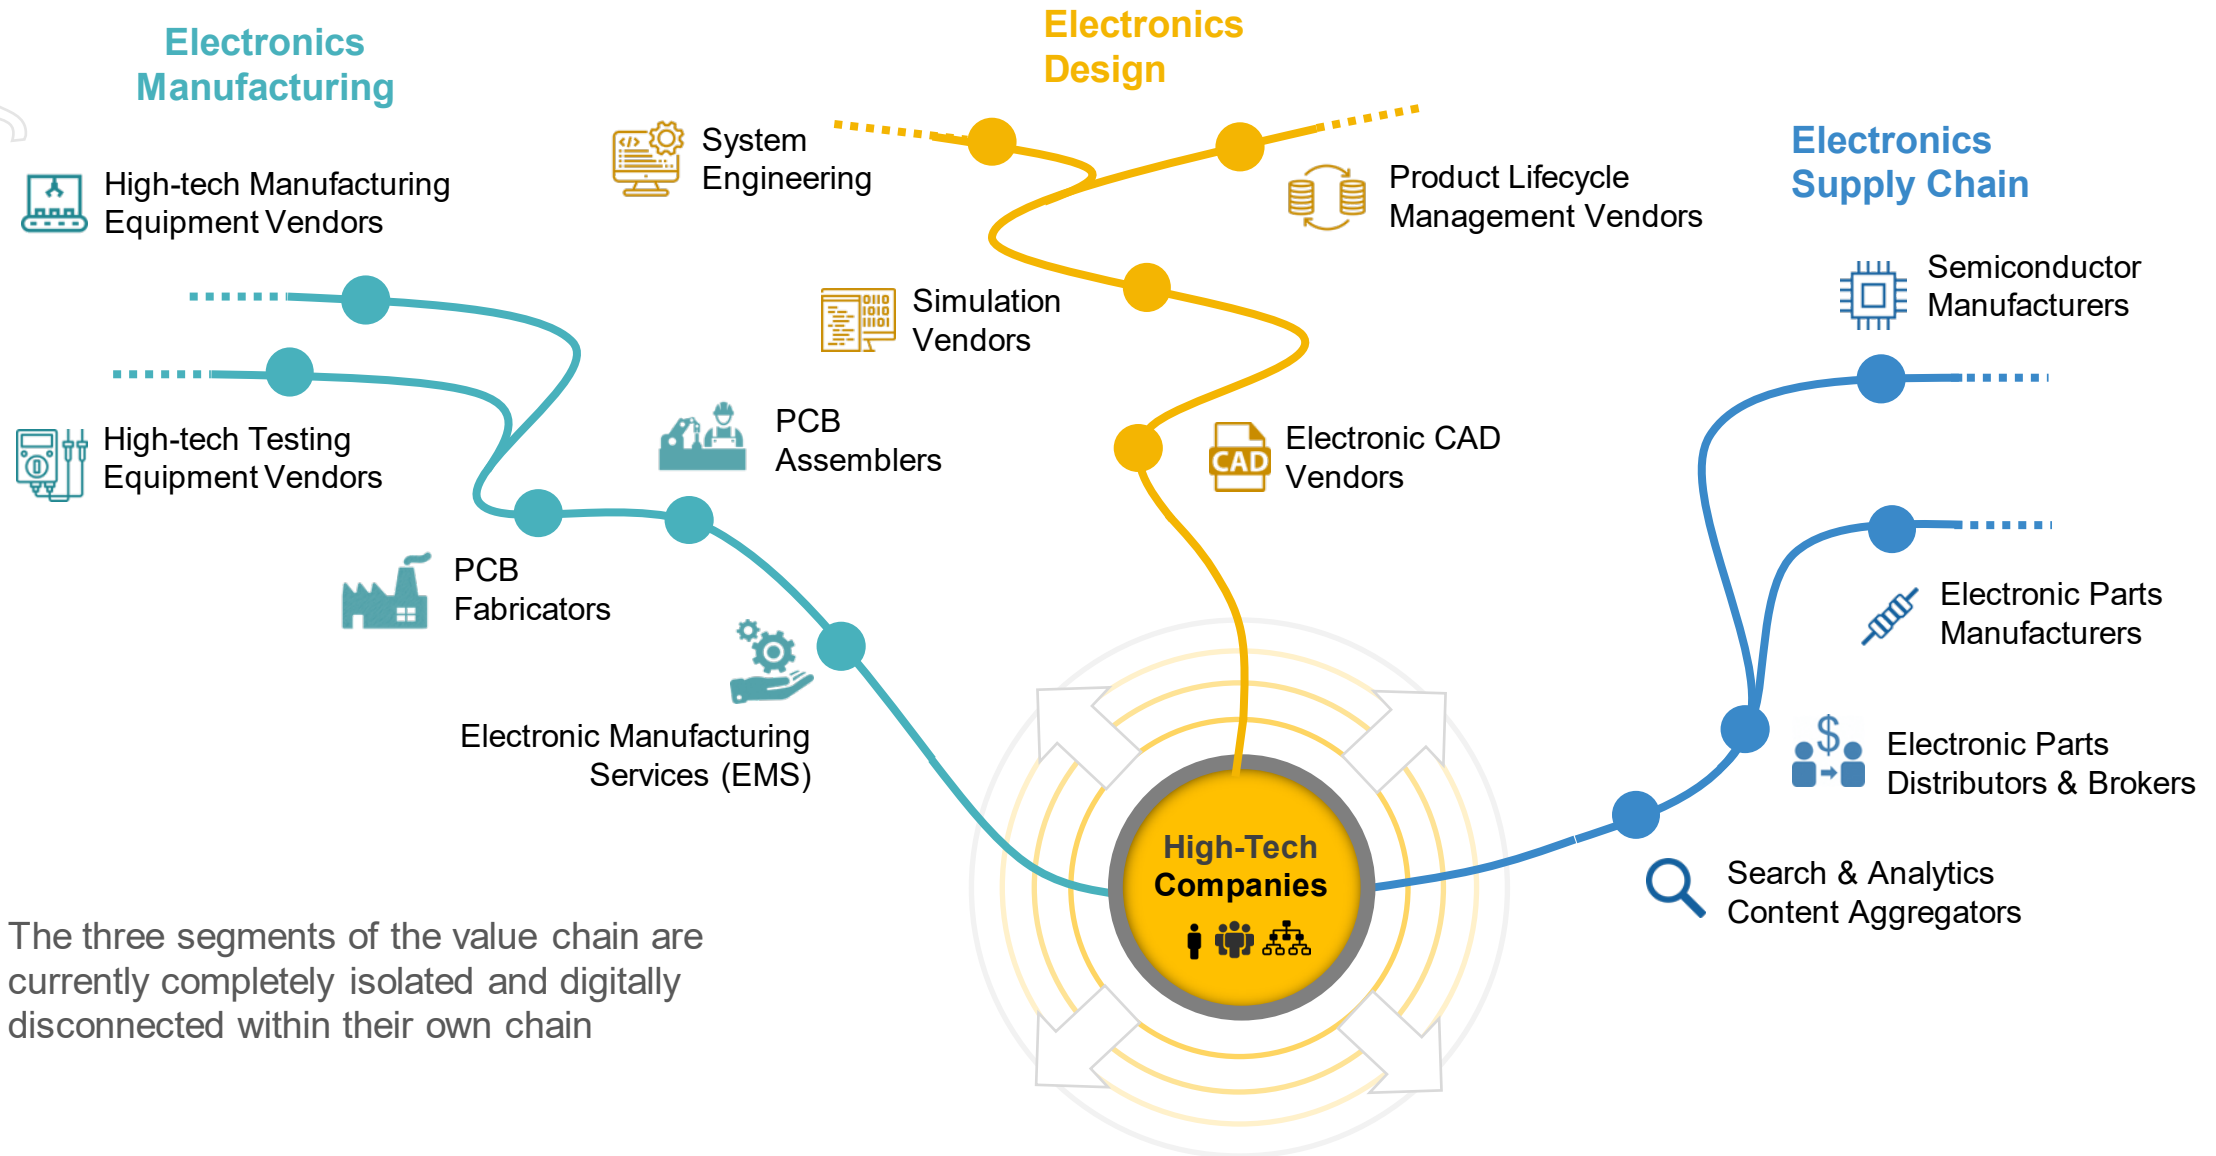 Electronics
Manufacturing
High-tech Manufacturing
Equipment Vendors
High-tech Testing
Equipment Vendors
PCB
Fabricators
PCB
Assemblers
Electronic Manufacturing
Services (EMS)
Electronics
Design
System
Engineering
</>
Product Lifecycle
Management Vendors
Simulation
Vendors
0110
1010
11101
CAD
Electronic CAD
Vendors
Electronics
Supply Chain
Semiconductor
Manufacturers
Electronic Parts
Manufacturers
$
Electronic Parts
Distributors & Brokers
Search & Analytics
Content Aggregators
High-Tech
Companies
The three segments of the value chain are
currently completely isolated and digitally
disconnected within their own chain